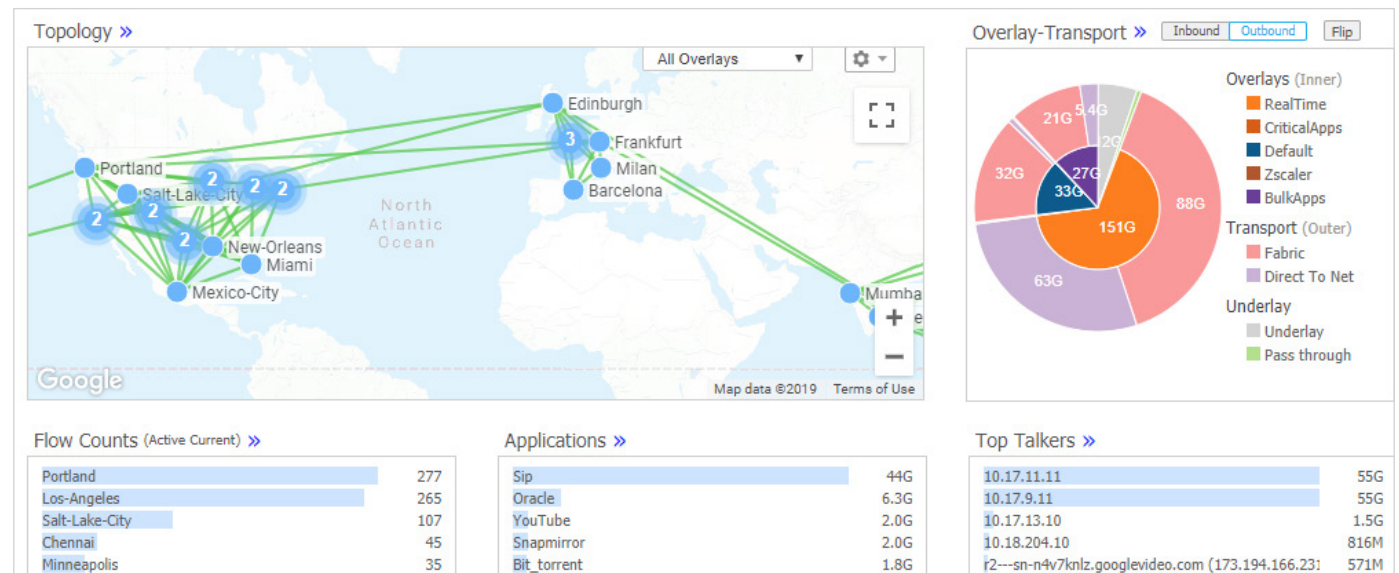 Topology »
All Overlays ▼
Edinburgh
3
Frankfurt
Milan
Barcelona
Portland
2
2
2
Salt-Lake-City
2
2
2
New-Orleans
Miami
Mexico-City
North
Atlantic
Ocean
Mumba
+
e
−
Google
Map data ©2019 Terms of Use
Overlay-Transport » Inbound Outbound Flip
21G
5.4G
2G
32G
27G
33G
88G
151G
63G
Overlays (Inner)
RealTime
CriticalApps
Default
Zscaler
BulkApps
Transport (Outer)
Fabric
Direct To Net
Underlay
Underlay
Pass through
Flow Counts (Active Current) »
Portland 277
Los-Angeles 265
Salt-Lake-City 107
Chennai 45
Minneapolis 35
Applications »
Sip 44G
Oracle 6.3G
YouTube 2.0G
Snapmirror 2.0G
Bit_torrent 1.8G
Top Talkers »
10.17.11.11 55G
10.17.9.11 55G
10.17.13.10 1.5G
10.18.204.10 816M
r2---sn-n4v7knlz.googlevideo.com (173.194.166.231 571M